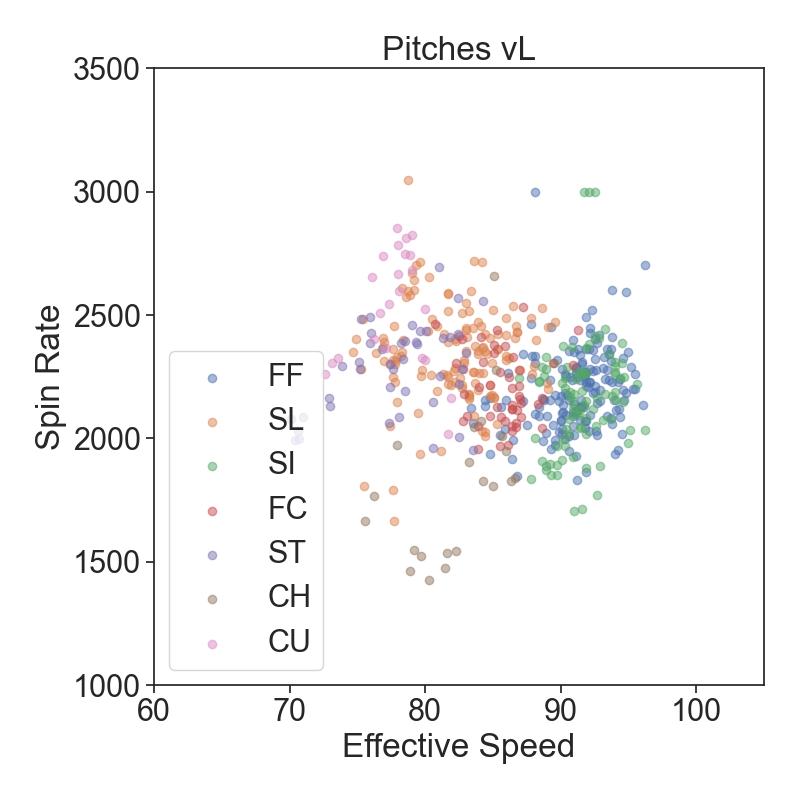 Pitches vL
3500
3000
2500
2000
1500
1000
Spin Rate
FF
SL
SI
FC
ST
CH
CU
60
70
80
90
100
Effective Speed